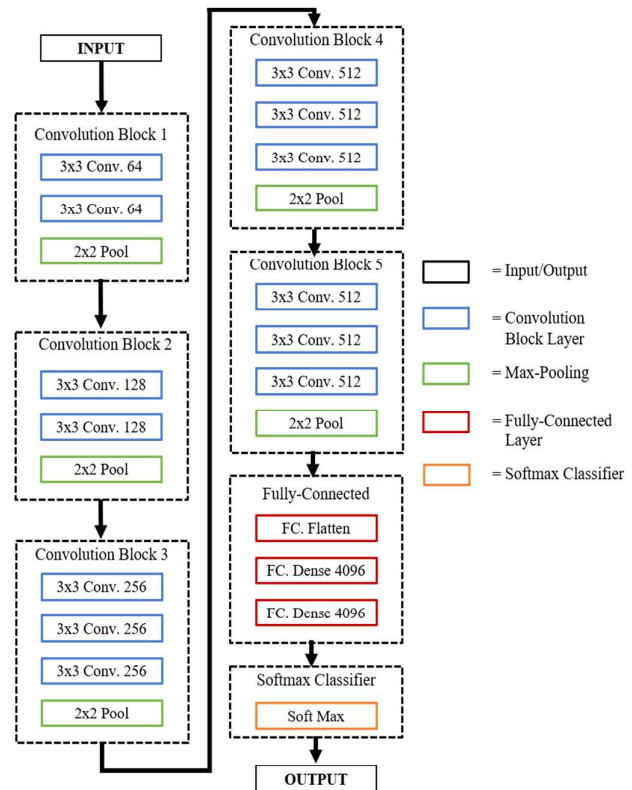 INPUT
Convolution Block 1
3x3 Conv. 64
3x3 Conv. 64
2x2 Pool
Convolution Block 2
3x3 Conv. 128
3x3 Conv. 128
2x2 Pool
Convolution Block 3
3x3 Conv. 256
3x3 Conv. 256
3x3 Conv. 256
2x2 Pool
Convolution Block 4
3x3 Conv. 512
3x3 Conv. 512
3x3 Conv. 512
2x2 Pool
Convolution Block 5
3x3 Conv. 512
3x3 Conv. 512
3x3 Conv. 512
2x2 Pool
Fully-Connected
FC. Flatten
FC. Dense 4096
FC. Dense 4096
Softmax Classifier
Soft Max
OUTPUT
= Input/Output
= Convolution
Block Layer
= Max-Pooling
= Fully-Connected
Layer
= Softmax Classifier